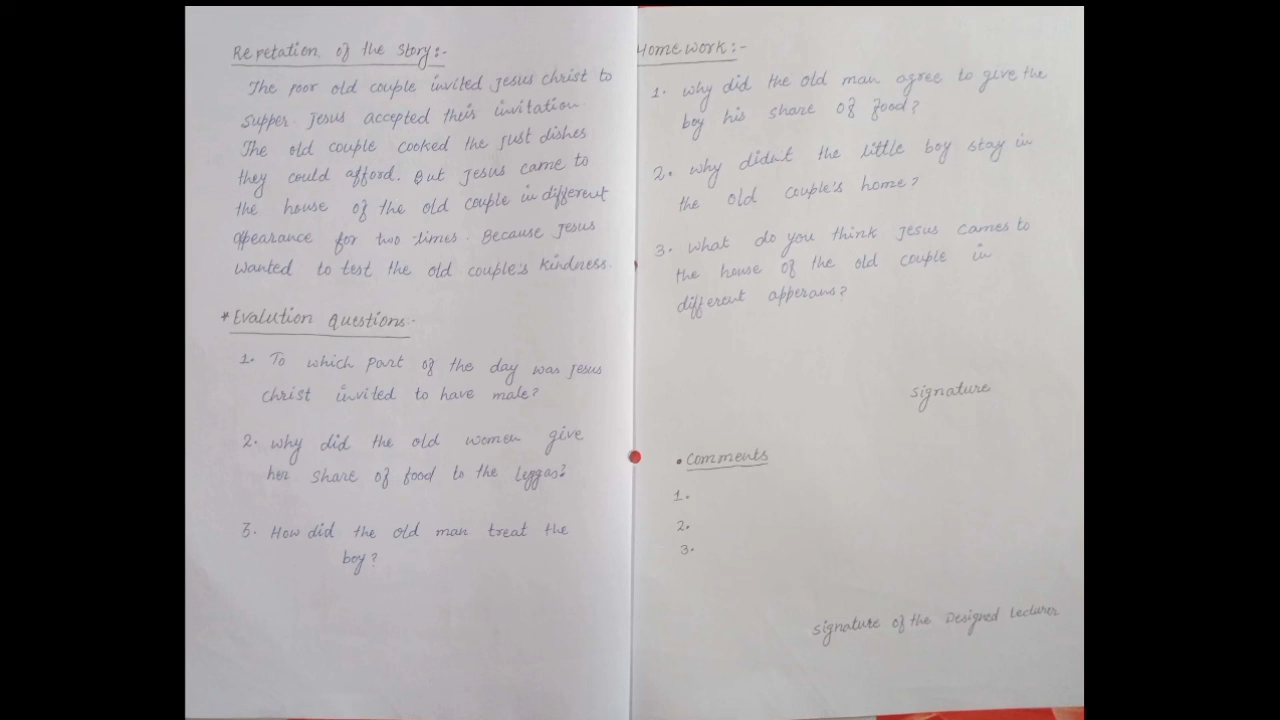 Repetation of the story:-
The poor old couple invited Jesus christ to
supper. Jesus accepted their invitation
The old couple cooked the just dishes
they could afford. But Jesus came to
the house of the old couple in different
appearance for two times. Because Jesus
wanted to test the old couple's kindness.
*Evalution Questions:-
1. To which part of the day was Jesus
christ invited to have male?
2. why did the old women give
her share of food to the
3. How did the old man treat the
boy?
Home work:-
1. why did the old man agree to give the
boy his share of food?
2. why didn't the little boy stay in
the old couple's home?
3. what do you think Jesus cames to
the house of the old couple in
different apperans?
signature
• comments
1.
2.
3.
signature of the Designed Lecturer